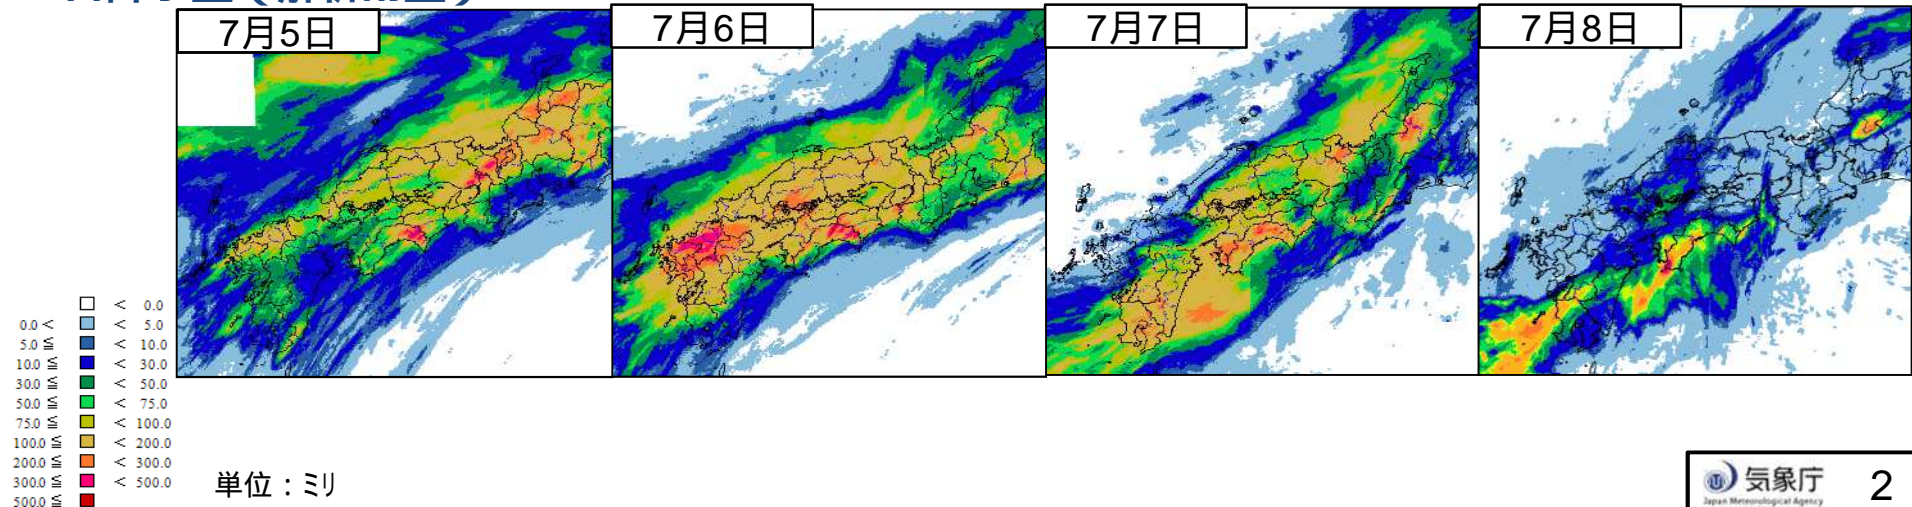 7月5日
7月6日
7月7日
7月8日
< 0.0
0.0 < < 5.0
5.0 ≦ < 10.0
10.0 ≦ < 30.0
30.0 ≦ < 50.0
50.0 ≦ < 75.0
75.0 ≦ < 100.0
100.0 ≦ < 200.0
200.0 ≦ < 300.0
300.0 ≦ < 500.0
500.0 ≦
単位：ミリ
気象庁
Japan Meteorological Agency
2